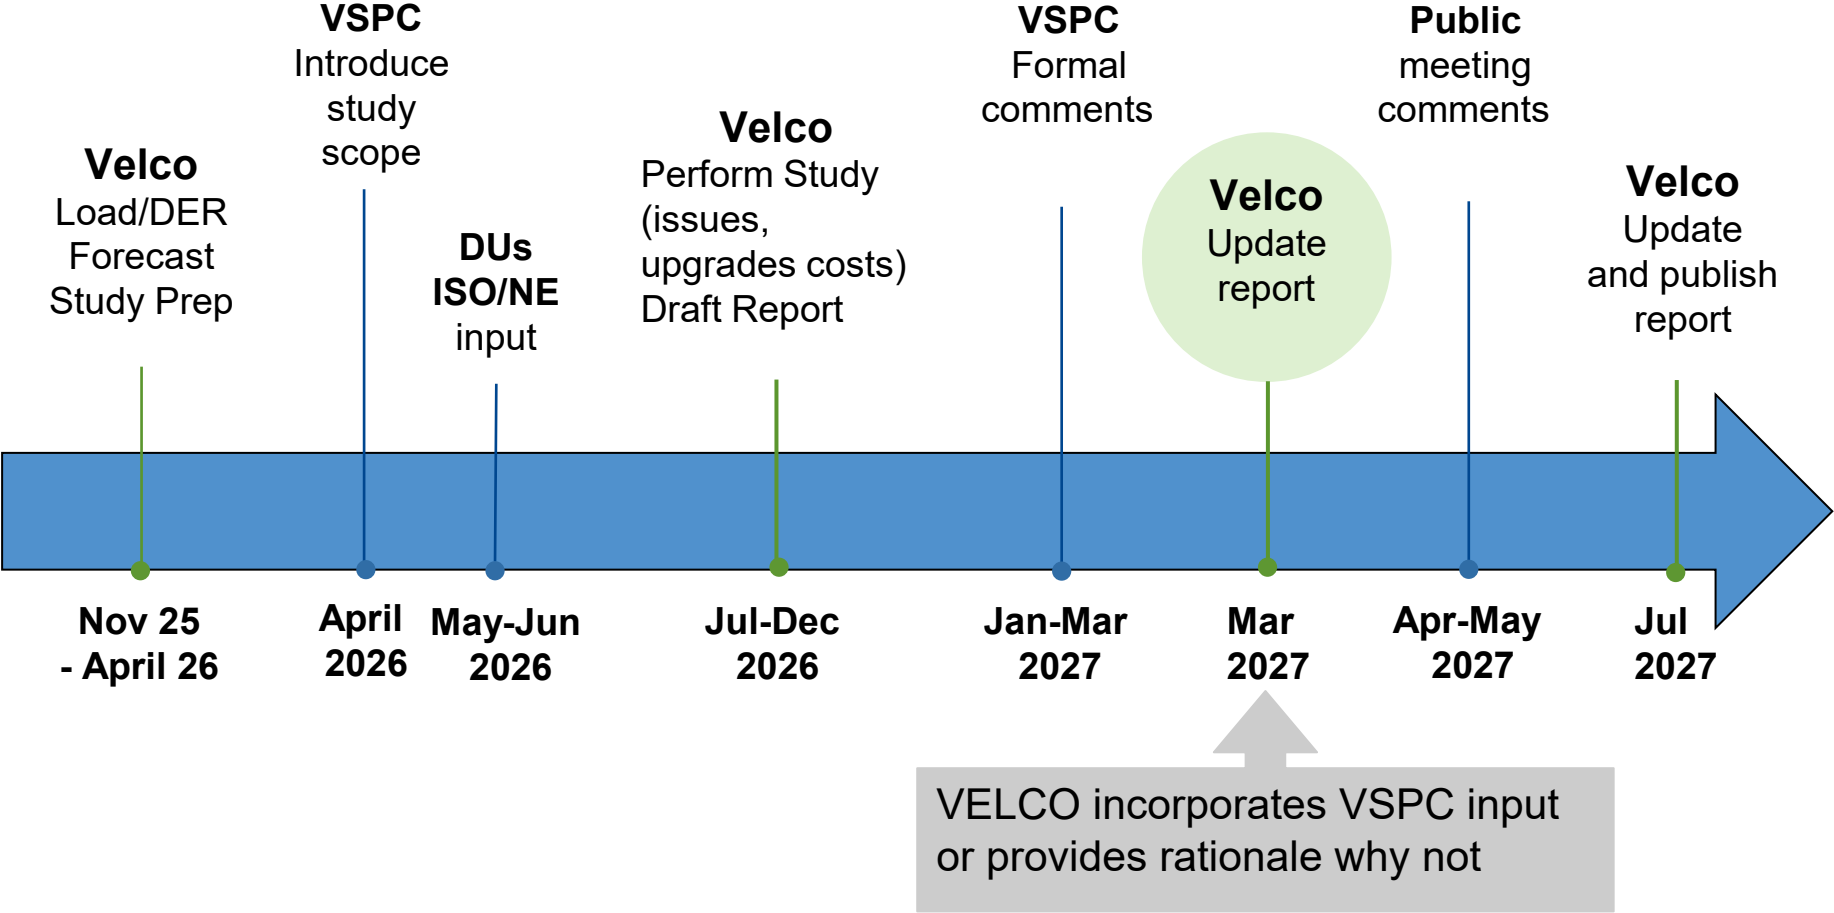 VSPC
Introduce
study
scope
VSPC
Formal
comments
Public
meeting
comments
Velco
Load/DER
Forecast
Study Prep
DUs
ISO/NE
input
Velco
Perform Study
(issues,
upgrades costs)
Draft Report
Velco
Update
report
Velco
Update
and publish
report
Nov 25
- April 26
April
2026
May-Jun
2026
Jul-Dec
2026
Jan-Mar
2027
Mar
2027
Apr-May
2027
Jul
2027
VELCO incorporates VSPC input
or provides rationale why not